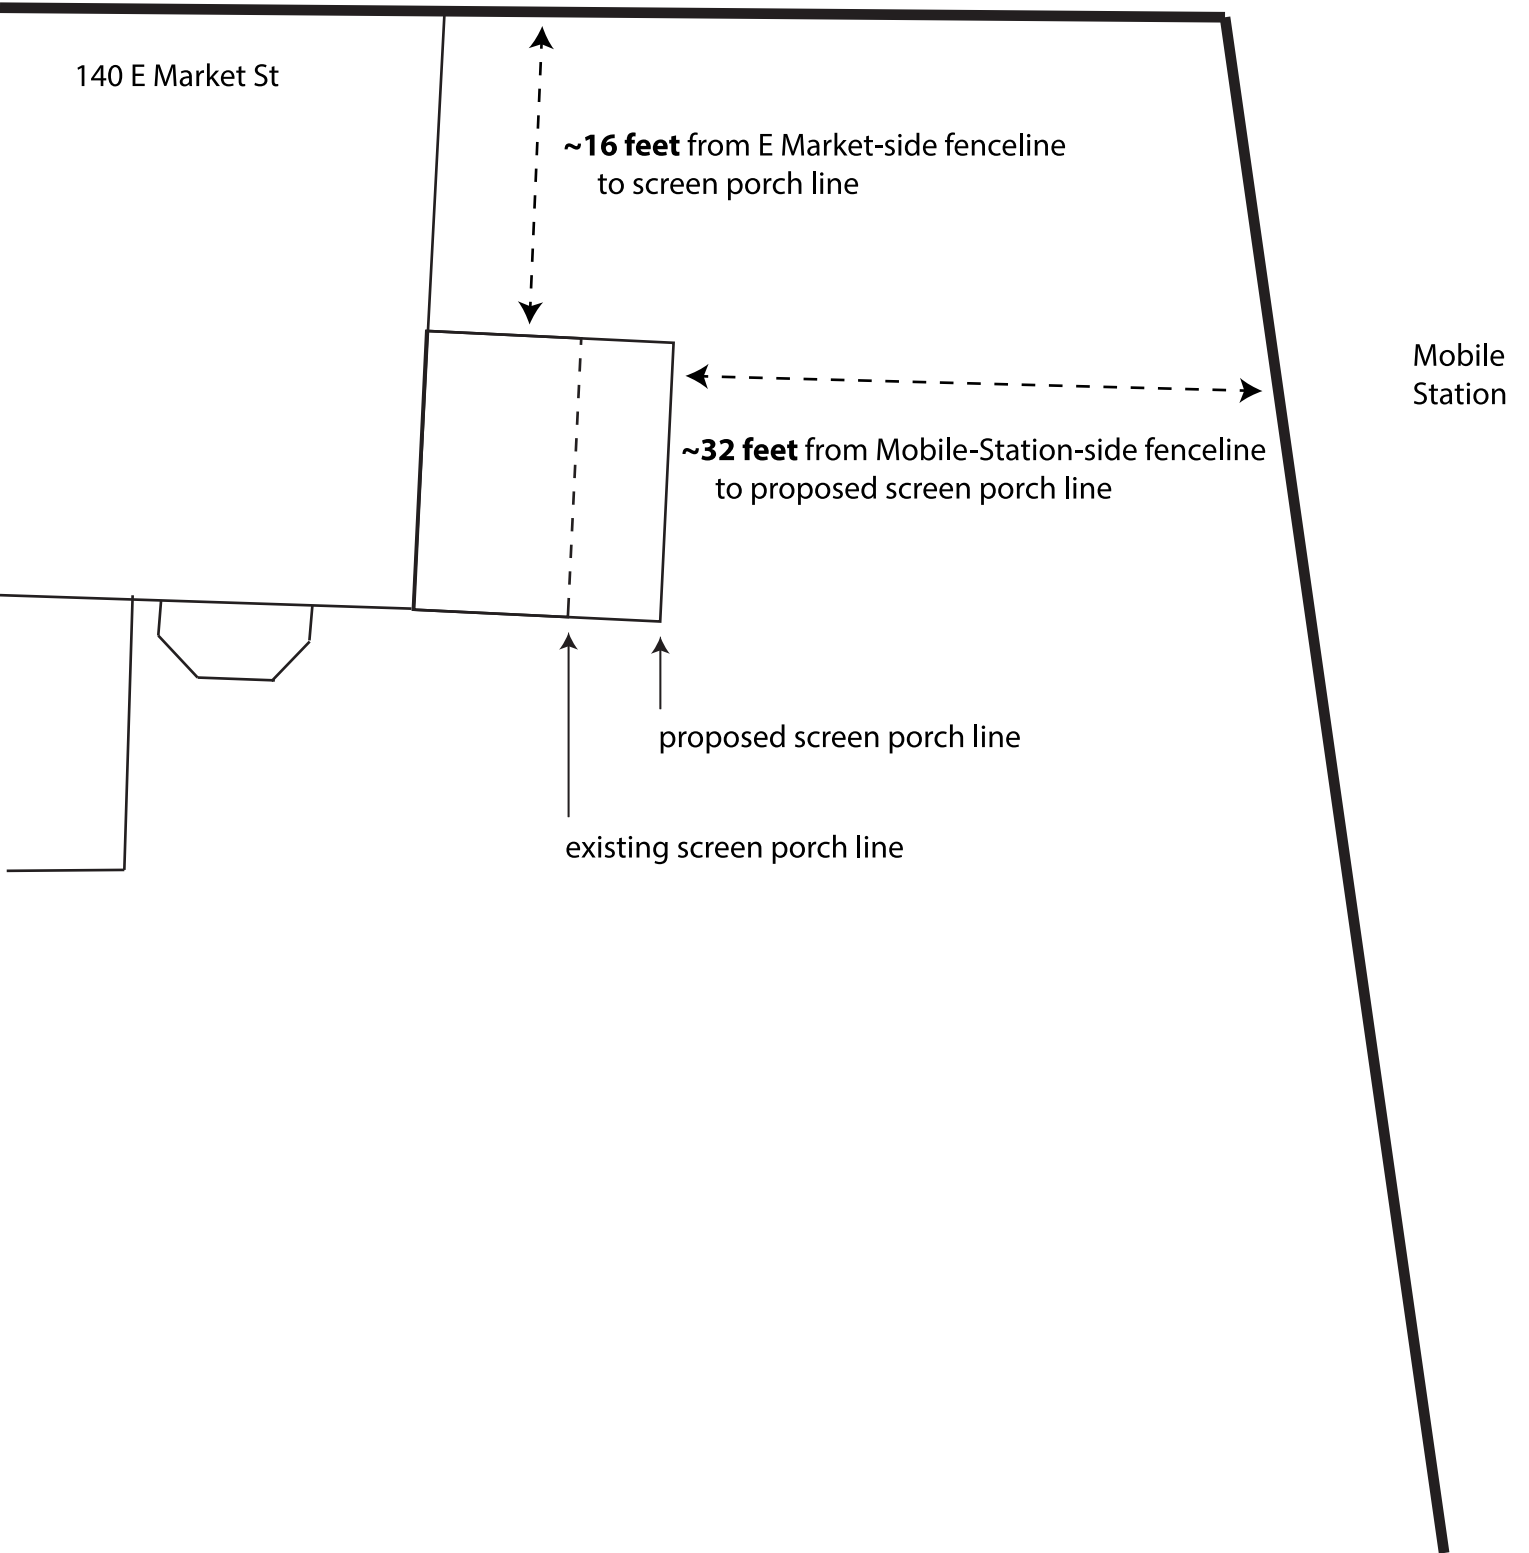 140 E Market St
~16 feet from E Market-side fenceline
to screen porch line
Mobile
Station
~32 feet from Mobile-Station-side fenceline
to proposed screen porch line
proposed screen porch line
existing screen porch line